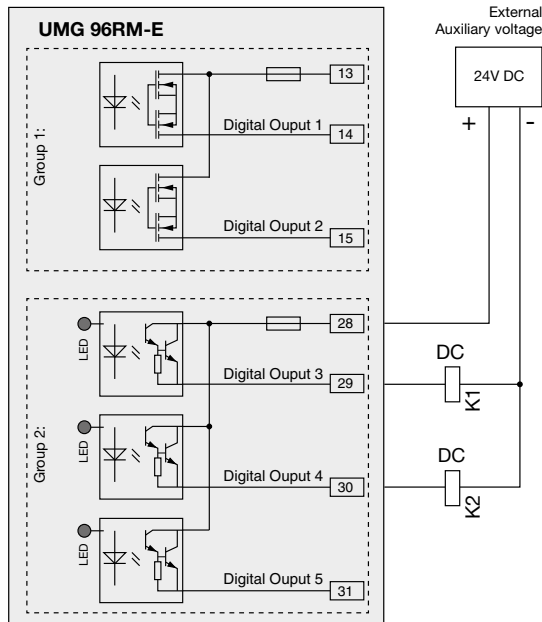 External
Auxiliary voltage
UMG 96RM-E
24V DC
+ -
Group 1:
13
Digital Ouput 1
14
Digital Ouput 2
15
Group 2:
LED
28
Digital Ouput 3
29
DC
K1
LED
Digital Ouput 4
30
DC
K2
LED
Digital Ouput 5
31